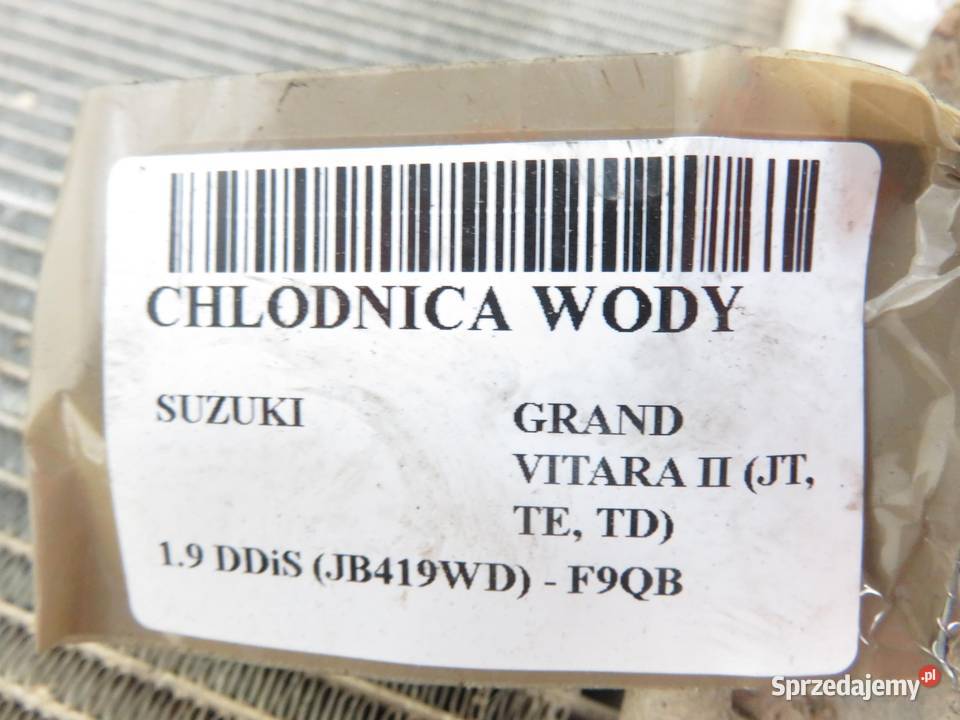 CHLODNICA WODY
SUZUKI
GRAND
VITARA II (JT,
TE, TD)
1.9 DDiS (JB419WD) - F9QB
Sprzedajemy.pl